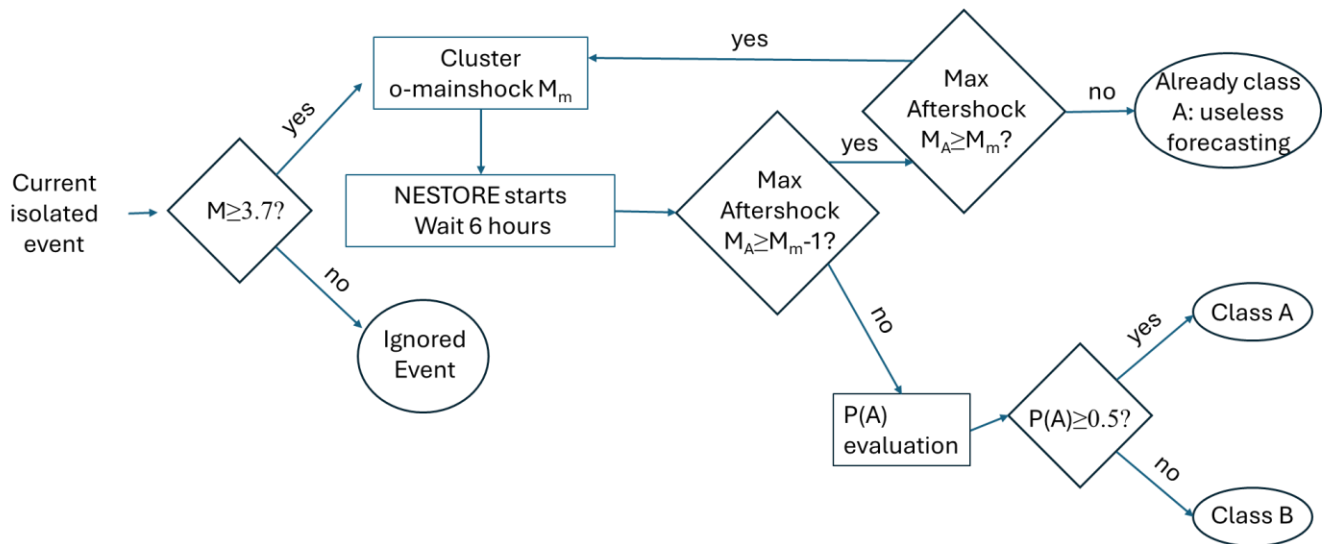 Current
isolated
event
M≥3.7?
yes
no
Ignored
Event
Cluster
o-mainshock Mm
NESTORE starts
Wait 6 hours
Max
Aftershock
MA≥Mm-1?
yes
no
Max
Aftershock
MA≥Mm?
yes
no
Already class
A: useless
forecasting
P(A)
evaluation
P(A)≥0.5?
yes
no
Class A
Class B